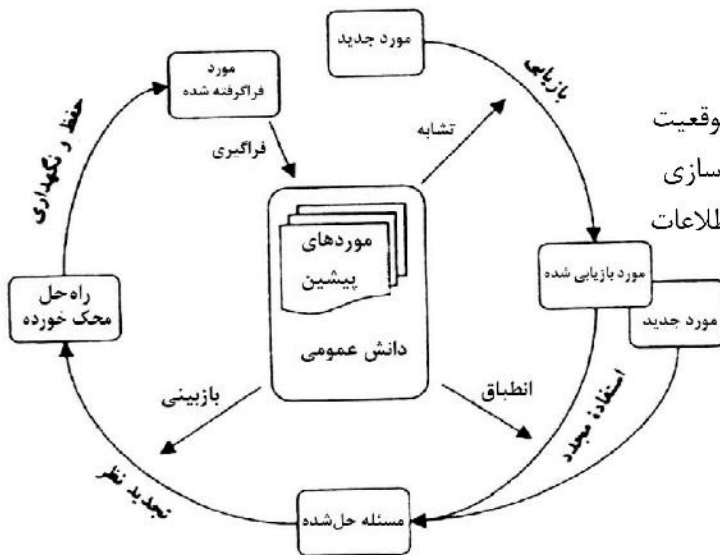 مورد جدید
بازیابی
مورد
فراگرفته شده
حفظ و نگهداری
فراگیری
تشابه
موردهای
پیشین
دانش عمومی
مورد بازیابی شده
مورد جدید
راه‌حل
محک خورده
بازبینی
انطباق
استفاده مجدد
تجدید نظر
مسئله حل‌شده
سازی